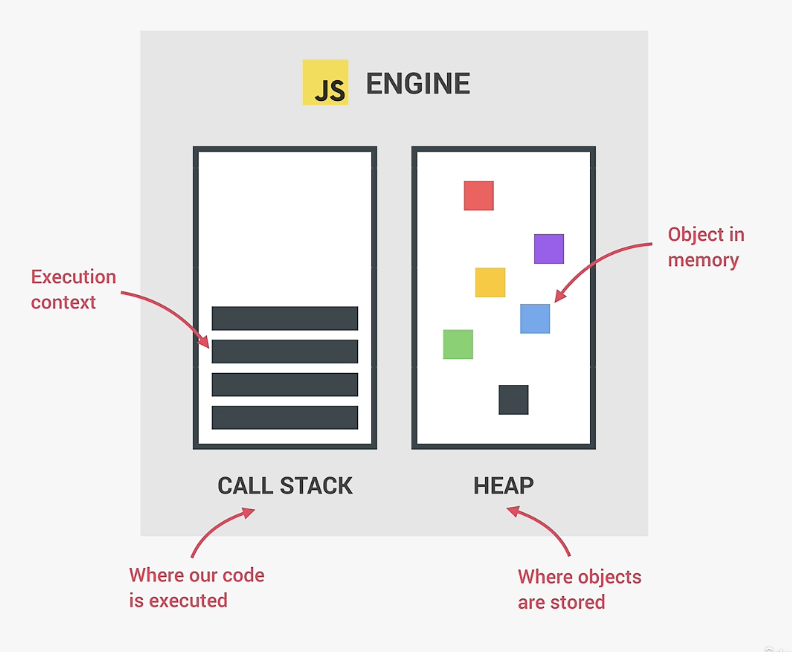 JS ENGINE
Execution
context
Object in
memory
CALL STACK
HEAP
Where our code
is executed
Where objects
are stored